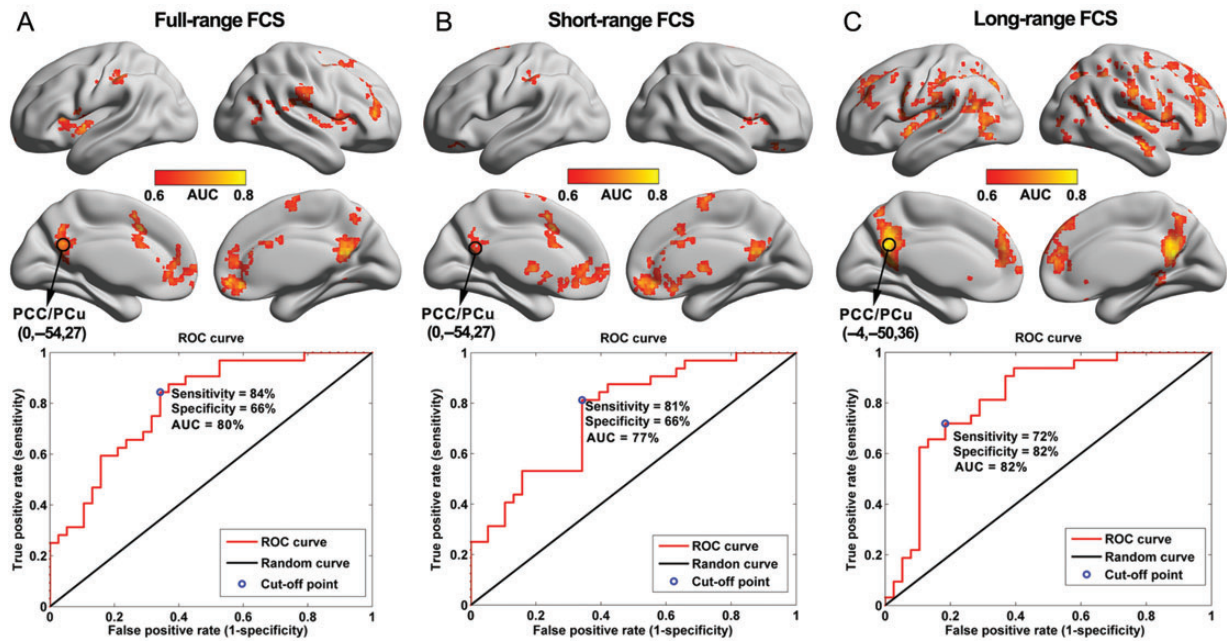 A
Full-range FCS
B
Short-range FCS
C
Long-range FCS
0.6 AUC 0.8
0.6 AUC 0.8
0.6 AUC 0.8
PCC/PCu
(0,−54,27)
PCC/PCu
(0,−54,27)
PCC/PCu
(−4,−50,36)
ROC curve
1
0.8
0.6
0.4
0.2
0
True positive rate (sensitivity)
Sensitivity = 84%
Specificity = 66%
AUC = 80%
ROC curve
Random curve
Cut-off point
0.2 0.4 0.6 0.8 1
False positive rate (1-specificity)
ROC curve
1
0.8
0.6
0.4
0.2
0
True positive rate (sensitivity)
Sensitivity = 81%
Specificity = 66%
AUC = 77%
ROC curve
Randon curve
Cut-off point
0 0.2 0.4 0.6 0.8 1
False positive rate (1-specificity)
ROC curve
1
0.8
0.6
0.4
0.2
0
True positive rate (sensitivity)
Sensitivity = 72%
Specificity = 82%
AUC = 82%
ROC curve
Random curve
Cut-off point
0 0.2 0.4 0.6 0.8 1
False positive rate (1-specificity)